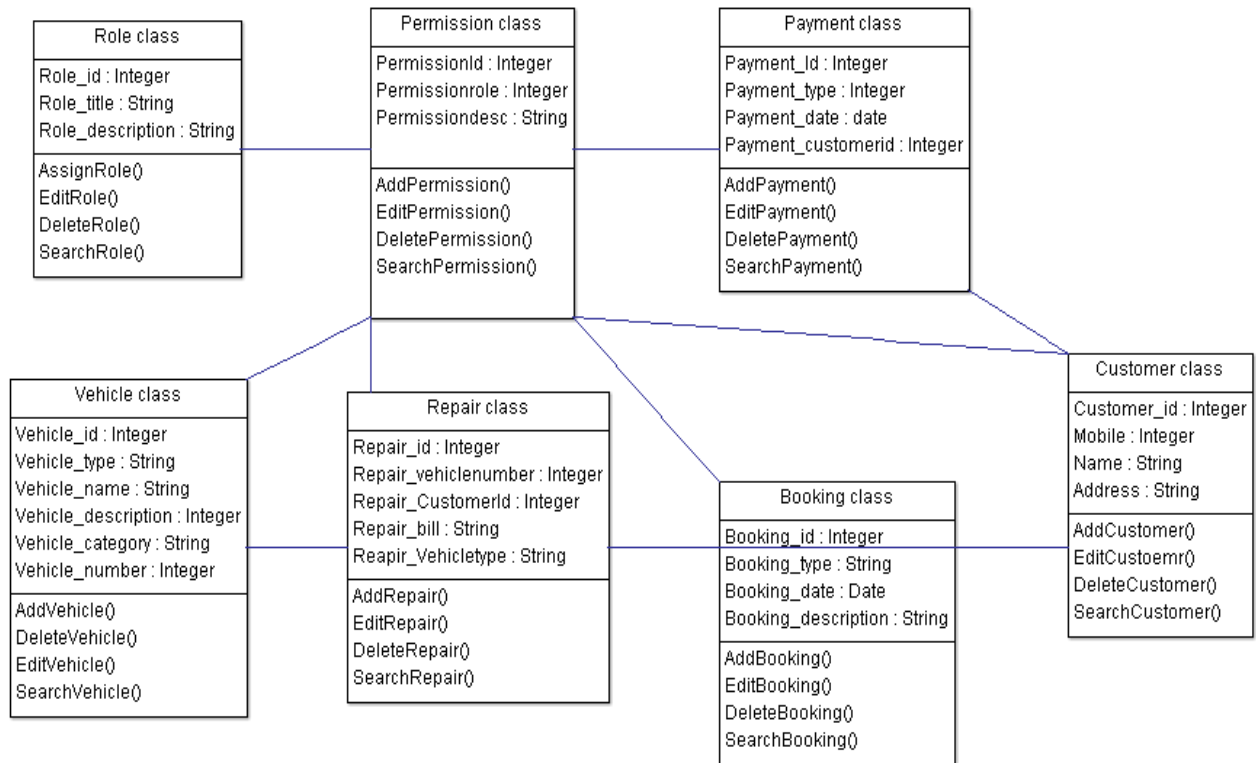 Role class
Role_id : Integer
Role_title : String
Role_description : String
AssignRole()
EditRole()
DeleteRole()
SearchRole()
Permission class
PermissionId : Integer
Permissionrole : Integer
Permissiondesc : String
AddPermission()
EditPermission()
DeletePermission()
SearchPermission()
Payment class
Payment_Id : Integer
Payment_type : Integer
Payment_date : date
Payment_customerid : Integer
AddPayment()
EditPayment()
DeletePayment()
SearchPayment()
Vehicle class
Vehicle_id : Integer
Vehicle_type : String
Vehicle_name : String
Vehicle_description : Integer
Vehicle_category : String
Vehicle_number : Integer
AddVehicle()
DeleteVehicle()
EditVehicle()
SearchVehicle()
Repair class
Repair_id : Integer
Repair_vehiclenumber : Integer
Repair_CustomerId : Integer
Repair_bill : String
Reapir_Vehicletype : String
AddRepair()
EditRepair()
DeleteRepair()
SearchRepair()
Booking class
Booking_id : Integer
Booking_type : String
Booking_date : Date
Booking_description : String
AddBooking()
EditBooking()
DeleteBooking()
SearchBooking()
Customer class
Customer_id : Integer
Mobile : Integer
Name : String
Address : String
AddCustomer()
EditCustoemr()
DeleteCustomer()
SearchCustomer()